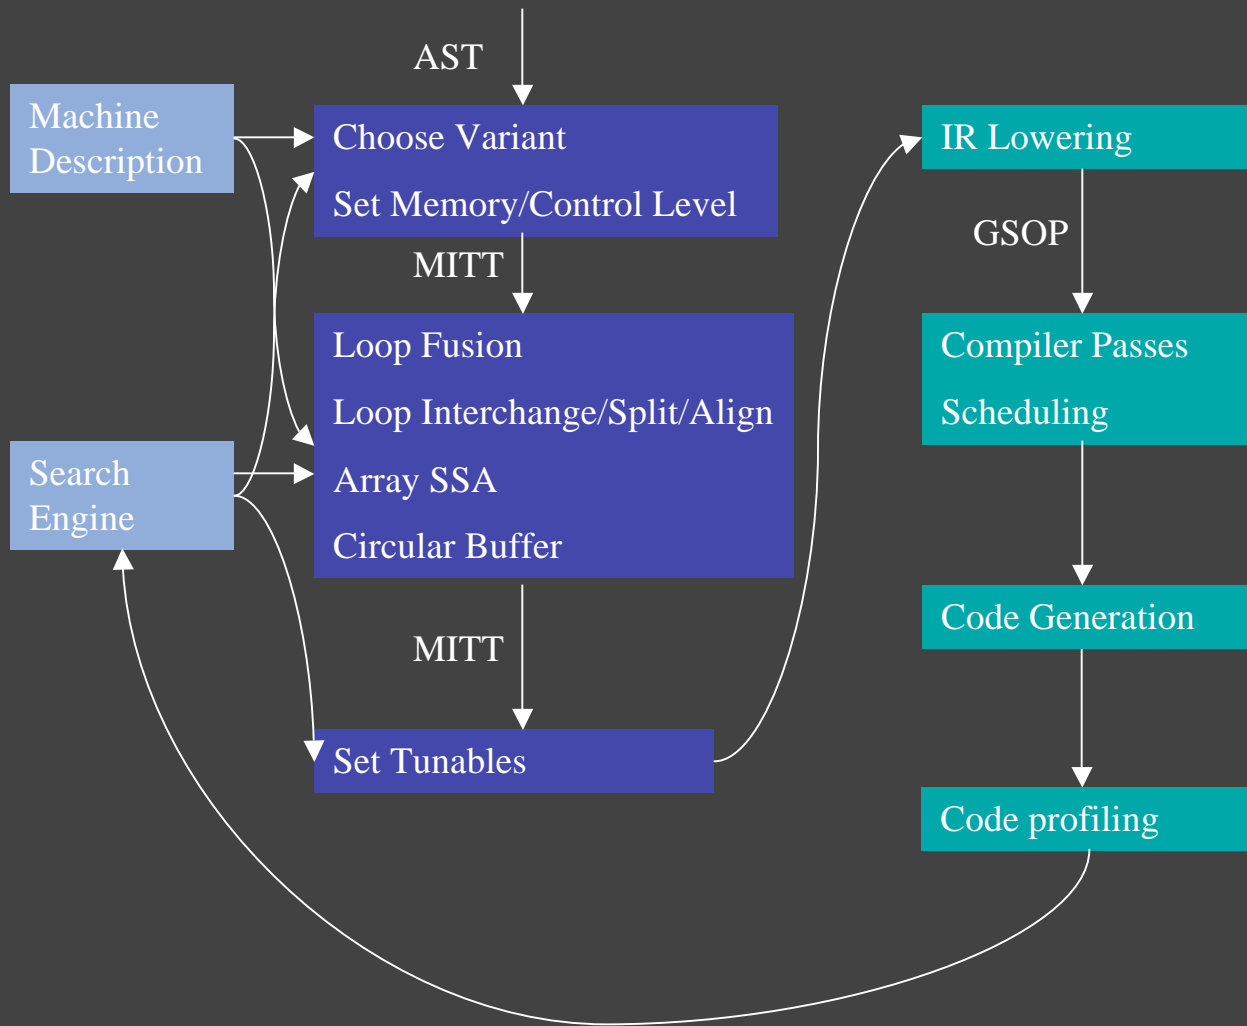 AST
Machine
Description
Choose Variant
Set Memory/Control Level
MITT
Loop Fusion
Loop Interchange/Split/Align
Array SSA
Circular Buffer
Search
Engine
MITT
Set Tunables
IR Lowering
GSOP
Compiler Passes
Scheduling
Code Generation
Code profiling